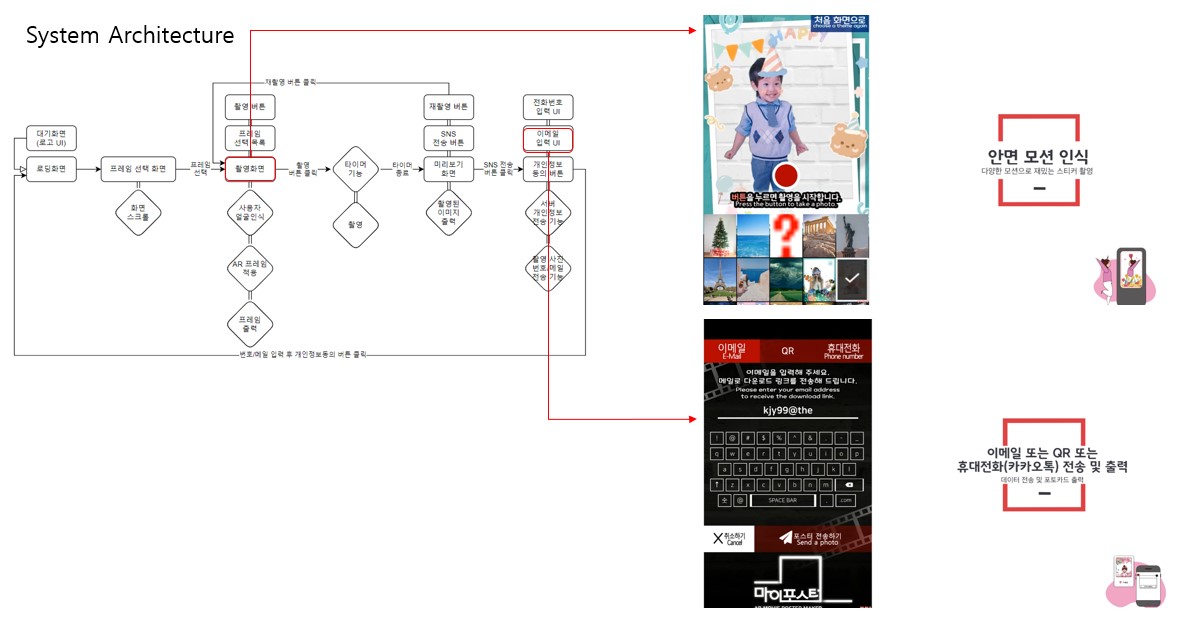 System Architecture
재촬영 버튼 클릭
촬영 버튼
프레임
선택 목록
촬영화면
대기화면
(로고 UI)
로딩화면
프레임 선택 화면
프레임
선택
화면
스크롤
사용자
얼굴인식
AR 프레임
적용
프레임
출력
촬영
버튼 클릭
타이머
기능
촬영
타이머
종료
재촬영 버튼
SNS
전송 버튼
미리보기
화면
촬영된
이미지
출력
SNS 전송
버튼 클릭
전화번호
입력 UI
이메일
입력 UI
개인정보
동의 버튼
서버
개인정보
전송 기능
촬영 사진
번호/메일
전송 기능
번호/메일 입력 후 개인정보동의 버튼 클릭
처음 화면으로
choose a theme again
HAPPY
버튼을 누르면 촬영을 시작합니다.
Press the button to take a photo.
?
안면 모션 인식
다양한 모션으로 재밌는 스티커 촬영
이메일
E-Mail
QR
휴대전화
Phone number
이메일을 입력해 주세요.
메일로 다운로드 링크를 전송해 드립니다.
Please enter your email address
to receive the download link.
kjy99@the
! @ # $ % ^ & . - _
q w e r t y u i o p
a s d f g h j k l
z x c v b n m
@ SPACE BAR . .com
취소하기
Cancel
포스터 전송하기
Send a photo
마이포스터
AR MOVIE POSTER MAKER
이메일 또는 QR 또는
휴대전화(카카오톡) 전송 및 출력
데이터 전송 및 포토카드 출력